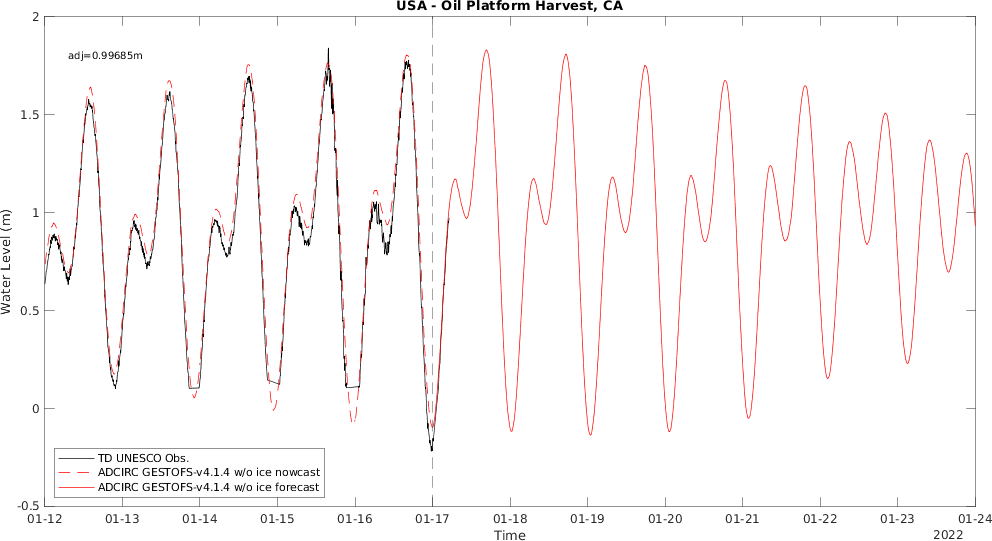 USA - Oil Platform Harvest, CA
adj=0.99685m
Water Level (m)
2
1.5
1
0.5
0
-0.5
TD UNESCO Obs.
ADCIRC GESTOFS-v4.1.4 w/o ice nowcast
ADCIRC GESTOFS-v4.1.4 w/o ice forecast
01-12 01-13 01-14 01-15 01-16 01-17 01-18 01-19 01-20 01-21 01-22 01-23 01-24
Time
2022